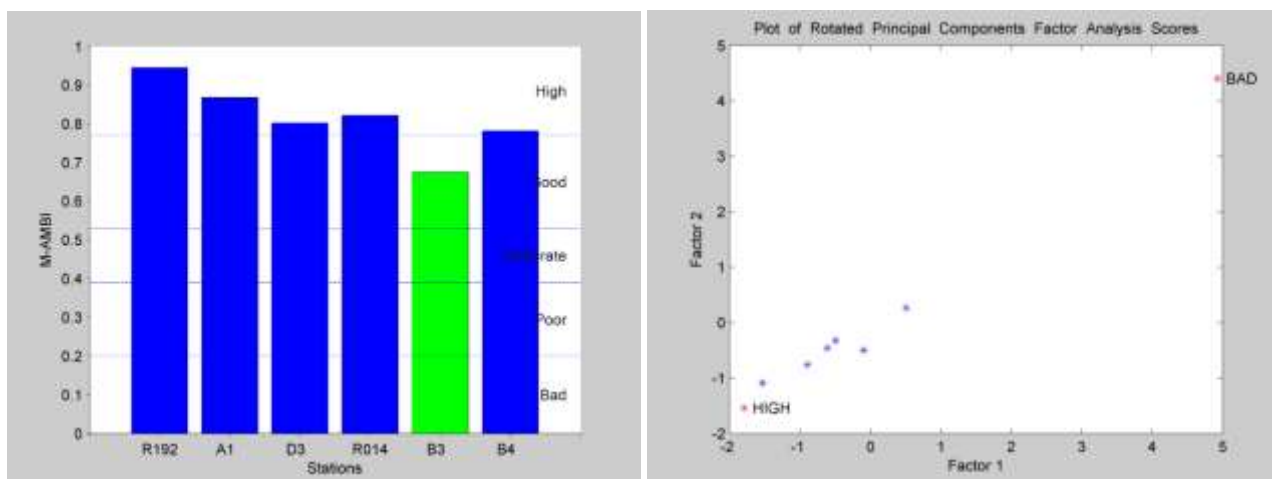 1
0.9
0.8
0.7
0.6
0.5
0.4
0.3
0.2
0.1
0
M-AMBI
High
ood
rate
Poor
Bad
R192 A1 D3 R014 B3 B4
Stations
Plot of Rotated Principal Components Factor Analysis Scores
5
4
3
2
1
0
-1
-2
Factor 2
BAD
HIGH
-2 -1 0 1 2 3 4 5
Factor 1